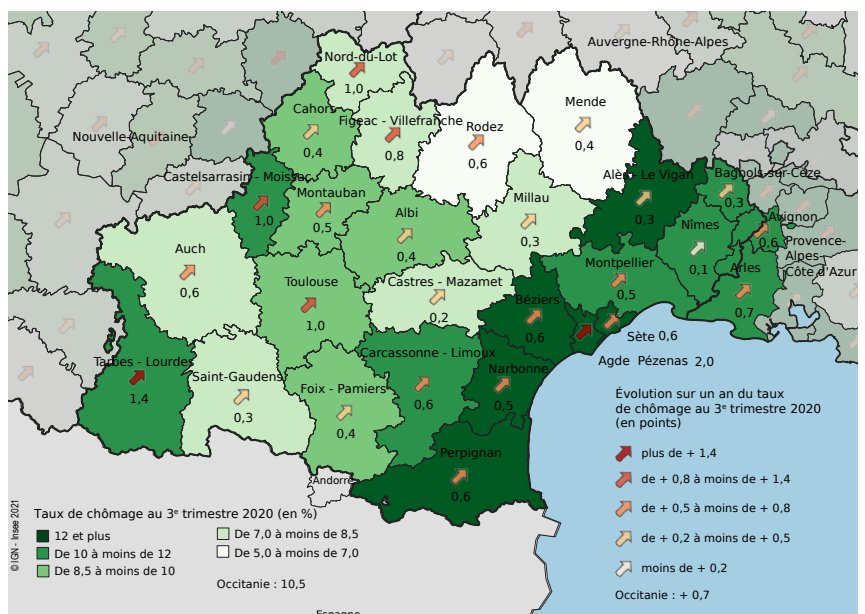 Auvergne-Rhône-Alpes
Nord-du-Lot
1,0
Nouvelle-Aquitaine
Cahors
0,4
Figeac - Villefranche
0,8
Rodez
0,6
Mende
0,4
Castelsarrasin - Moissac
1,0
Montauban
0,5
Albi
0,4
Millau
0,3
Alès - Le Vigan
0,3
Bagnols-sur-Cèze
0,3
Avignon
0,6
Provence-
Alpes-
Côte d'Azur
Nîmes
0,1
Arles
0,7
Auch
0,6
Toulouse
1,0
Castres - Mazamet
0,2
Montpellier
0,5
Béziers
0,6
Sète 0,6
Agde Pézenas 2,0
Tarbes - Lourdes
1,4
Saint-Gaudens
0,3
Foix - Pamiers
0,4
Carcassonne - Limoux
0,6
Narbonne
0,5
Perpignan
0,6
Andorre
Espagne
Évolution sur un an du taux
de chômage au 3e trimestre 2020
(en points)
plus de + 1,4
de + 0,8 à moins de + 1,4
de + 0,5 à moins de + 0,8
de + 0,2 à moins de + 0,5
moins de + 0,2
Occitanie : + 0,7
Taux de chômage au 3e trimestre 2020 (en %)
12 et plus
De 10 à moins de 12
De 8,5 à moins de 10
De 7,0 à moins de 8,5
De 5,0 à moins de 7,0
Occitanie : 10,5
© IGN - Insee 2021